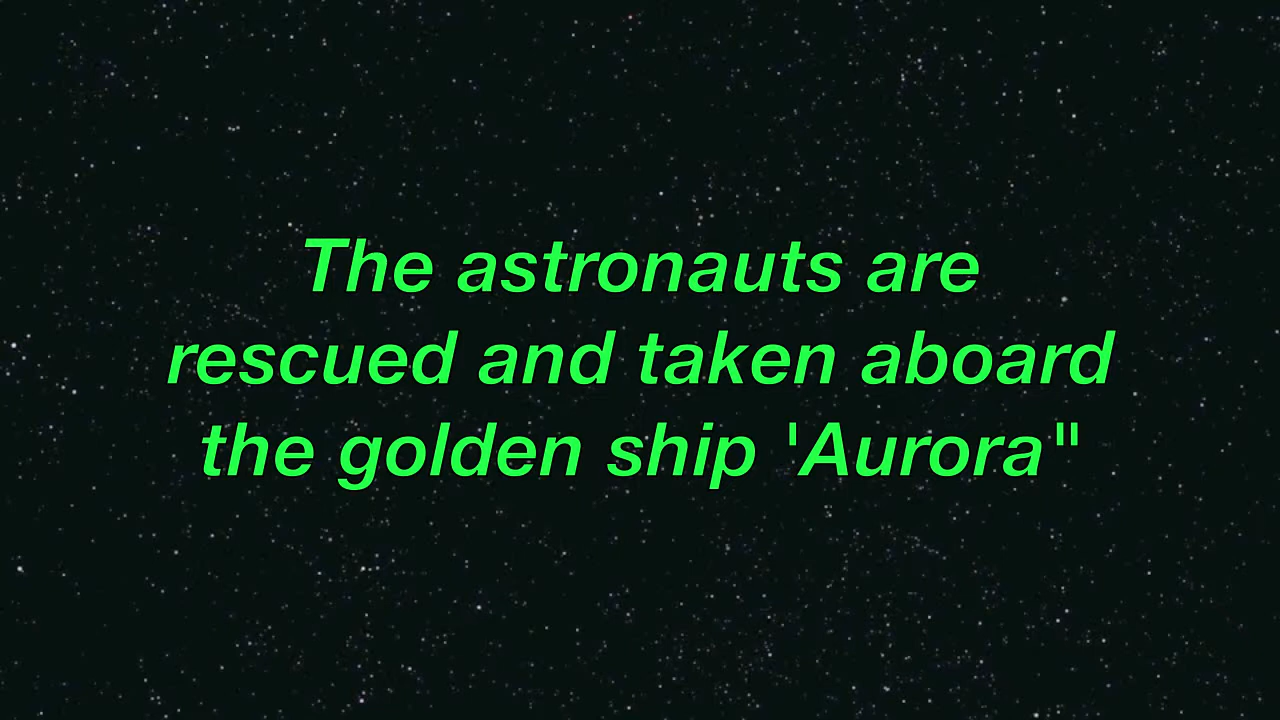 The astronauts are
rescued and taken aboard
the golden ship 'Aurora"